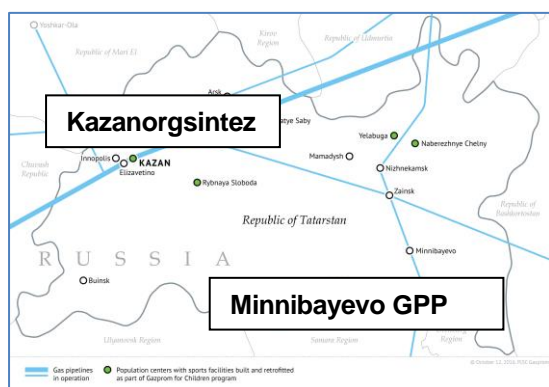 Yoshkar-Ola
Kirov
Region
Republic of Mari El
Republic of Udmurtia
Arsk
Kazanorgsintez
atye Saby
Yelabuga
Naberezhnye Chelny
Innopolis
KAZAN
Mamadysh
Chuvash
Republic
Elizavetino
Nizhnekamsk
Rybnaya Sloboda
Zainsk
Republic of
Bashkortostan
Republic of Tatarstan
RUSSIA
Minnibayevo
Buinsk
Minnibayevo GPP
Ulyanovsk Region
Samara Region
Region
Gas pipelines
in operation
Population centers with sports facilities built and retrofitted
as part of Gazprom for Children program